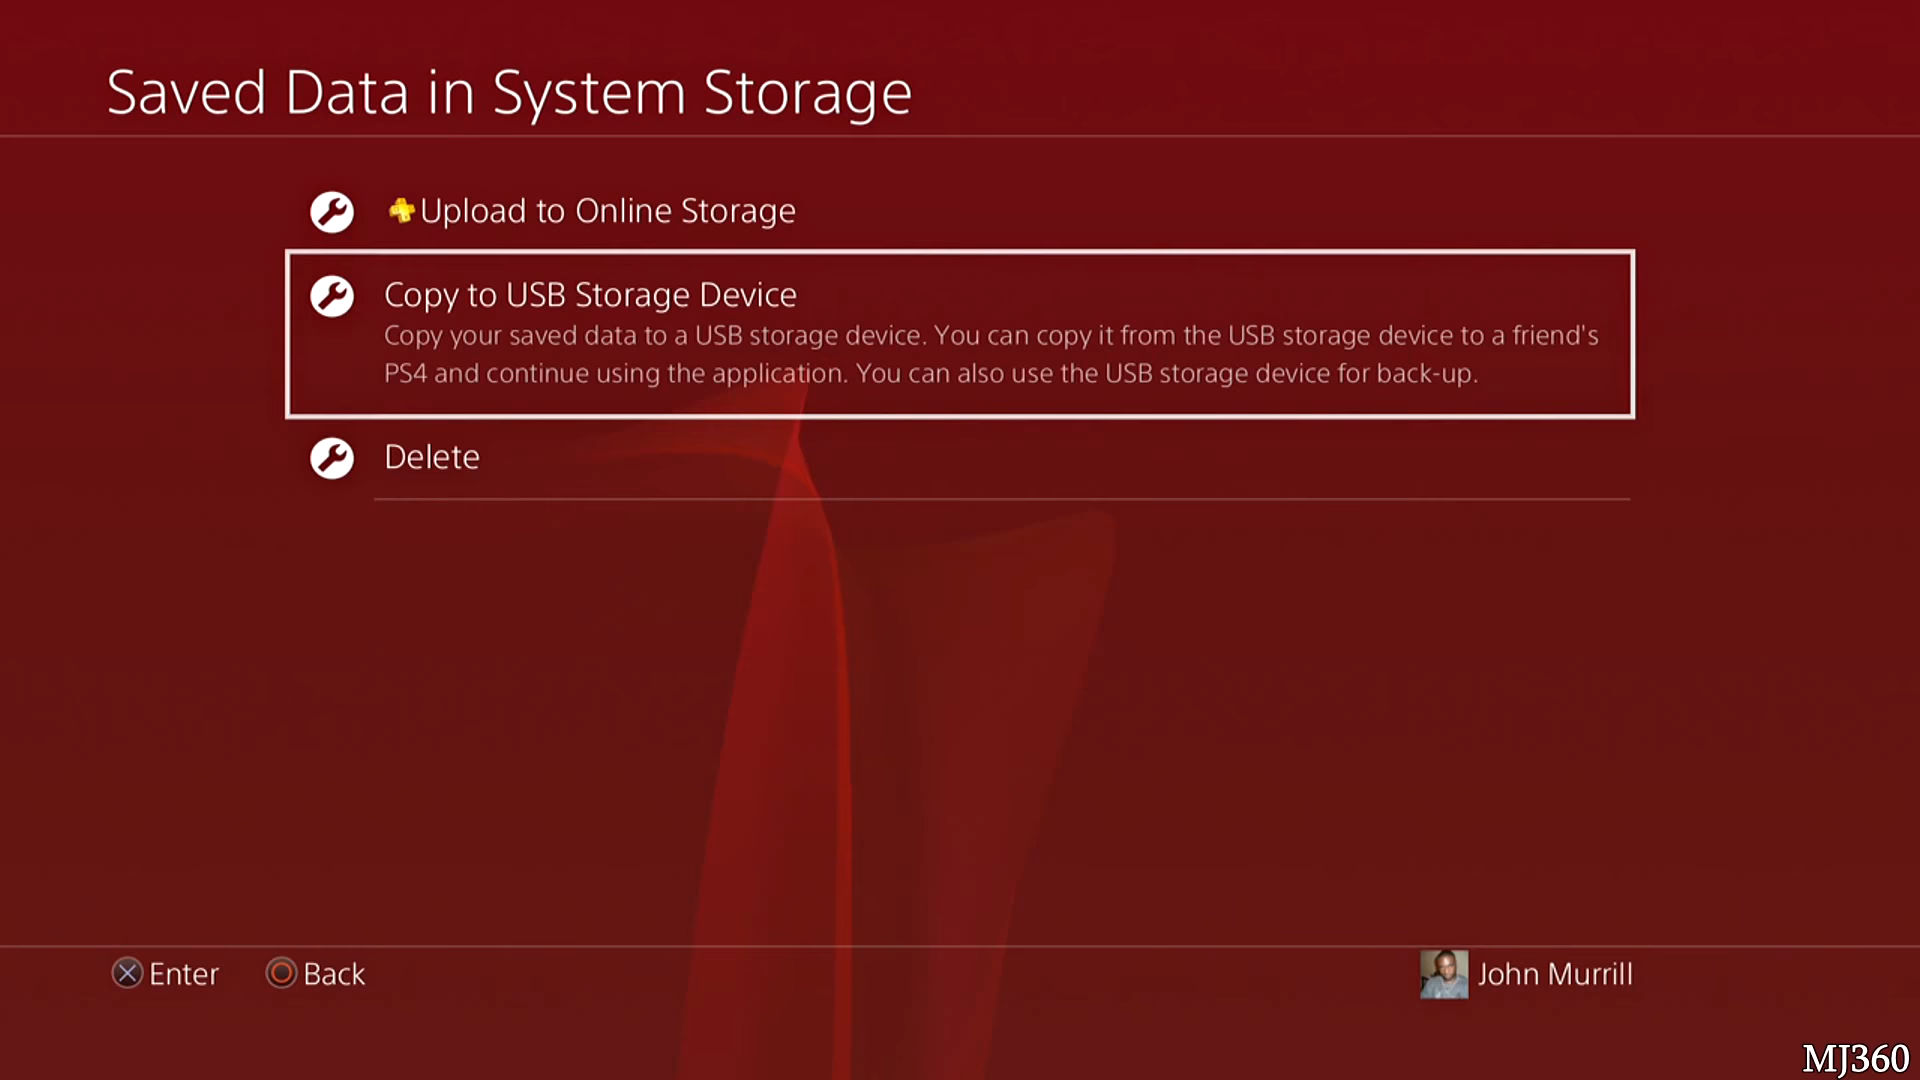 Saved Data in System Storage
Upload to Online Storage
Copy to USB Storage Device
Copy your saved data to a USB storage device. You can copy it from the USB storage device to a friend's
PS4 and continue using the application. You can also use the USB storage device for back-up.
Delete
Enter Back John Murrill
MJ360